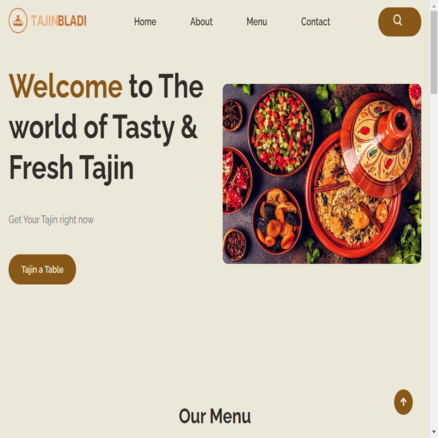 TAJINBLADI
Home
About
Menu
Contact
Welcome to The
world of Tasty &
Fresh Tajin
Get Your Tajin right now
Tajin a Table
Our Menu